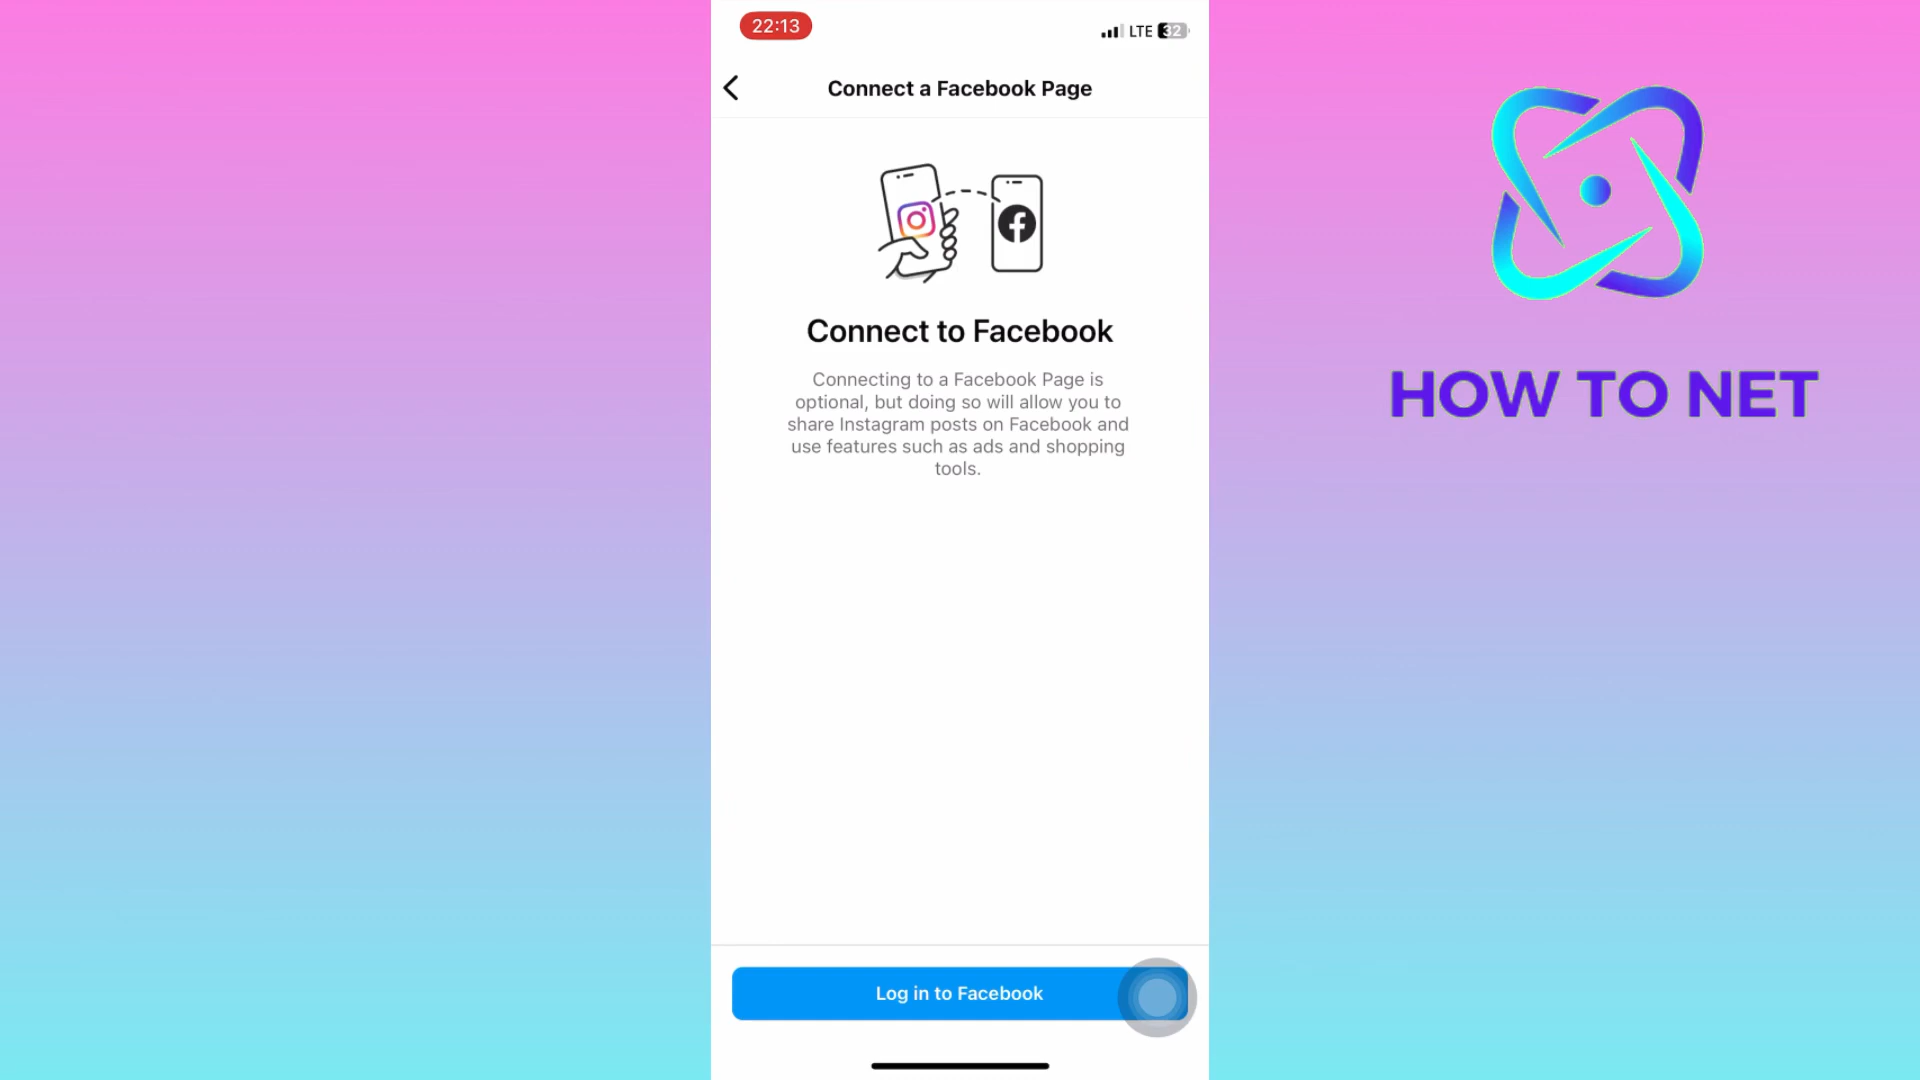 22:13
LTE 32
Connect a Facebook Page
Connect to Facebook
Connecting to a Facebook Page is
optional, but doing so will allow you to
share Instagram posts on Facebook and
use features such as ads and shopping
tools.
Log in to Facebook
HOW TO NET